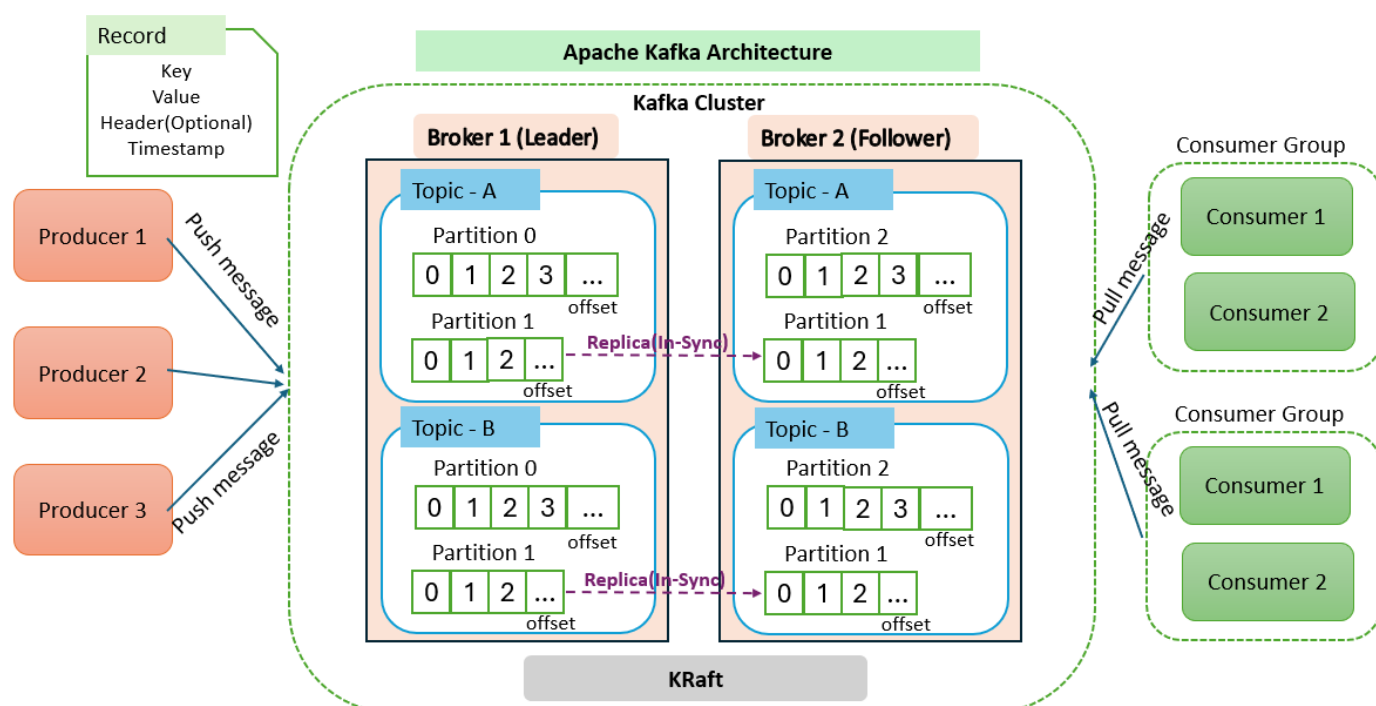 Record
Key
Value
Header(Optional)
Timestamp
Apache Kafka Architecture
Kafka Cluster
Producer 1
Producer 2
Producer 3
Push message
Push message
Broker 1 (Leader)
Topic - A
Partition 0
0 1 2 3 ...
offset
Partition 1
0 1 2 ...
offset
Topic - B
Partition 0
0 1 2 3 ...
offset
Partition 1
0 1 2 ...
offset
Replica(In-Sync)
Replica(In-Sync)
Broker 2 (Follower)
Topic - A
Partition 2
0 1 2 3 ...
offset
Partition 1
0 1 2 ...
offset
Topic - B
Partition 2
0 1 2 3 ...
offset
Partition 1
0 1 2 ...
offset
KRaft
Pull message
Pull message
Consumer Group
Consumer 1
Consumer 2
Consumer Group
Consumer 1
Consumer 2